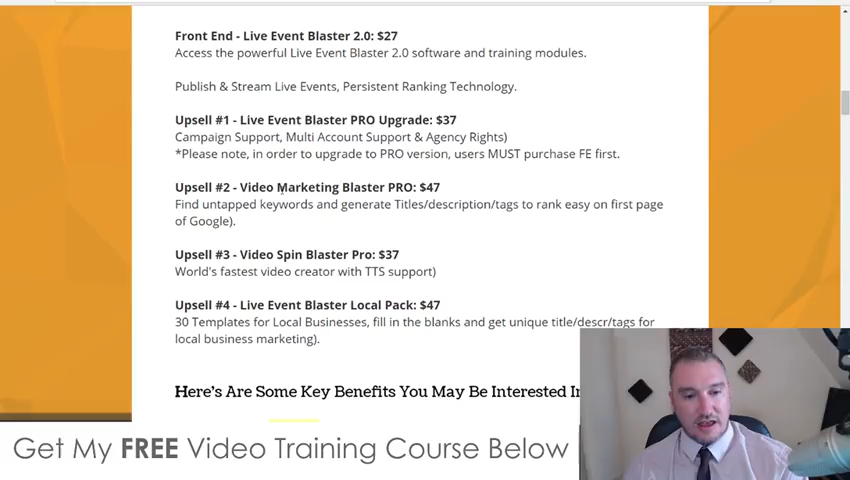 Front End - Live Event Blaster 2.0: $27
Access the powerful Live Event Blaster 2.0 software and training modules.
Publish & Stream Live Events, Persistent Ranking Technology.
Upsell #1 - Live Event Blaster PRO Upgrade: $37
Campaign Support, Multi Account Support & Agency Rights)
*Please note, in order to upgrade to PRO version, users MUST purchase FE first.
Upsell #2 - Video Marketing Blaster PRO: $47
Find untapped keywords and generate Titles/description/tags to rank easy on first page
of Google).
Upsell #3 - Video Spin Blaster Pro: $37
World's fastest video creator with TTS support)
Upsell #4 - Live Event Blaster Local Pack: $47
30 Templates for Local Businesses, fill in the blanks and get unique title/descr/tags for
local business marketing).
Here's Are Some Key Benefits You May Be Interested In
Get My FREE Video Training Course Below